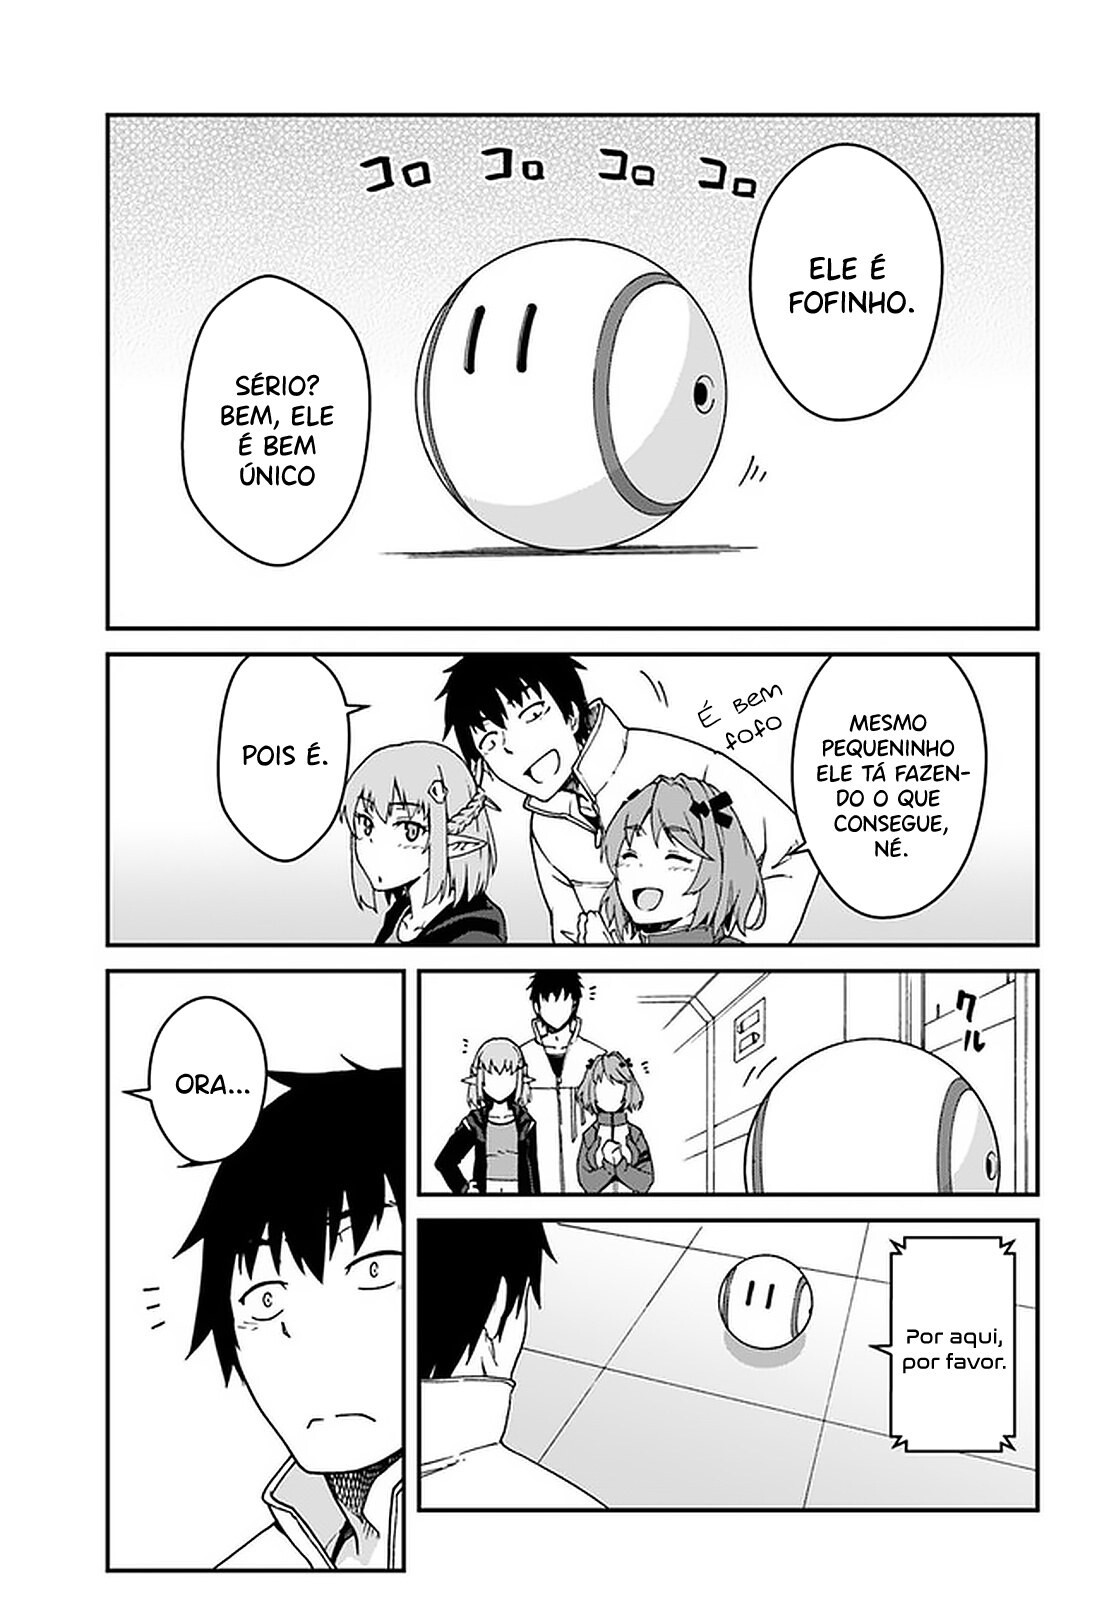 コロ コロ コロ コロ
ELE É
FOFINHO.
SÉRIO?
BEM, ELE
É BEM
ÚNICO
MESMO
PEQUENINHO
ELE TÁ FAZEN-
DO O QUE
CONSEGUE,
NÉ.
É Bem
fofo
POIS É.
クル
Por aqui,
por favor.
ORA...